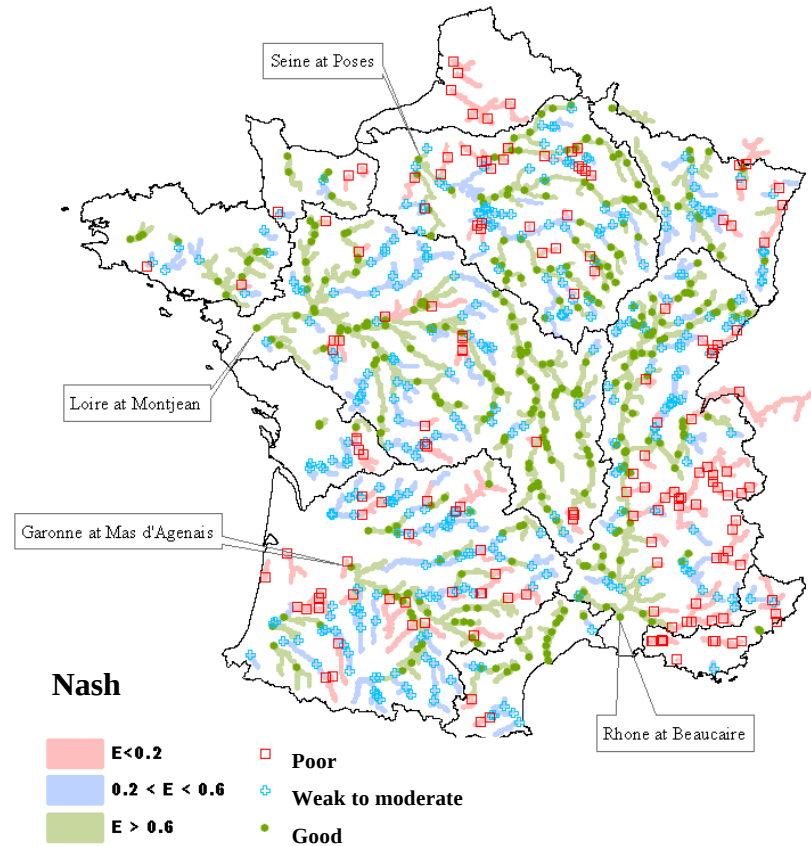 Seine at Poses
Loire at Montjean
Garonne at Mas d'Agenais
Rhone at Beaucaire
Nash
E<0.2
0.2 < E < 0.6
E > 0.6
Poor
Weak to moderate
Good